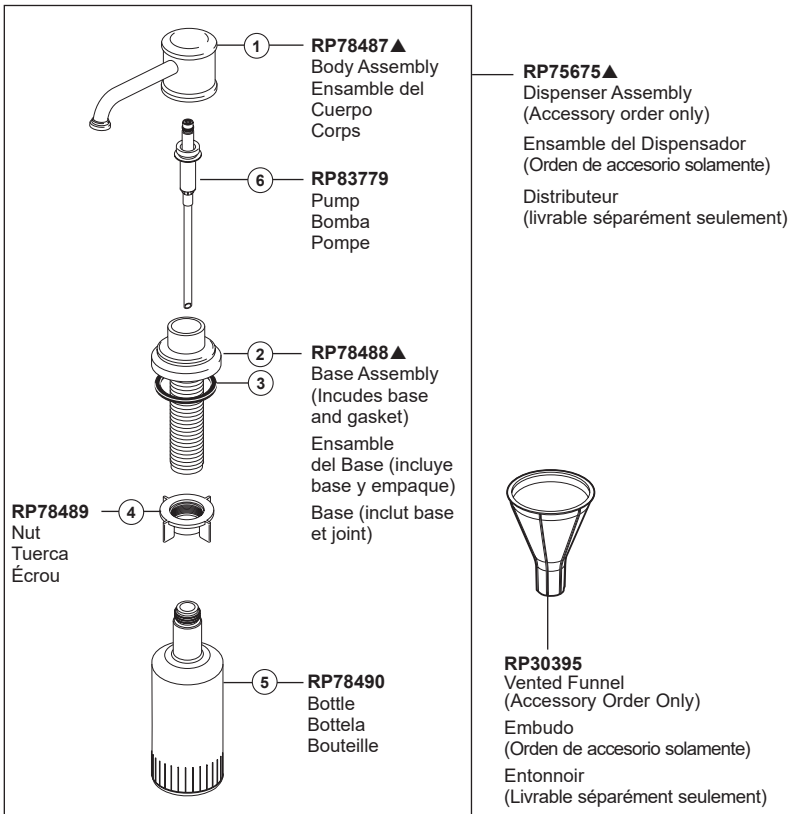 1
RP78487▲
Body Assembly
Ensamble del
Cuerpo
Corps
6
RP83779
Pump
Bomba
Pompe
2
3
RP78488▲
Base Assembly
(Incudes base
and gasket)
Ensamble
del Base (incluye
base y empaque)
Base (inclut base
et joint)
RP78489
4
Nut
Tuerca
Écrou
5
RP78490
Bottle
Bottela
Bouteille
RP75675▲
Dispenser Assembly
(Accessory order only)
Ensamble del Dispensador
(Orden de accesorio solamente)
Distributeur
(livrable séparément seulement)
RP30395
Vented Funnel
(Accessory Order Only)
Embudo
(Orden de accesorio solamente)
Entonnoir
(Livrable séparément seulement)